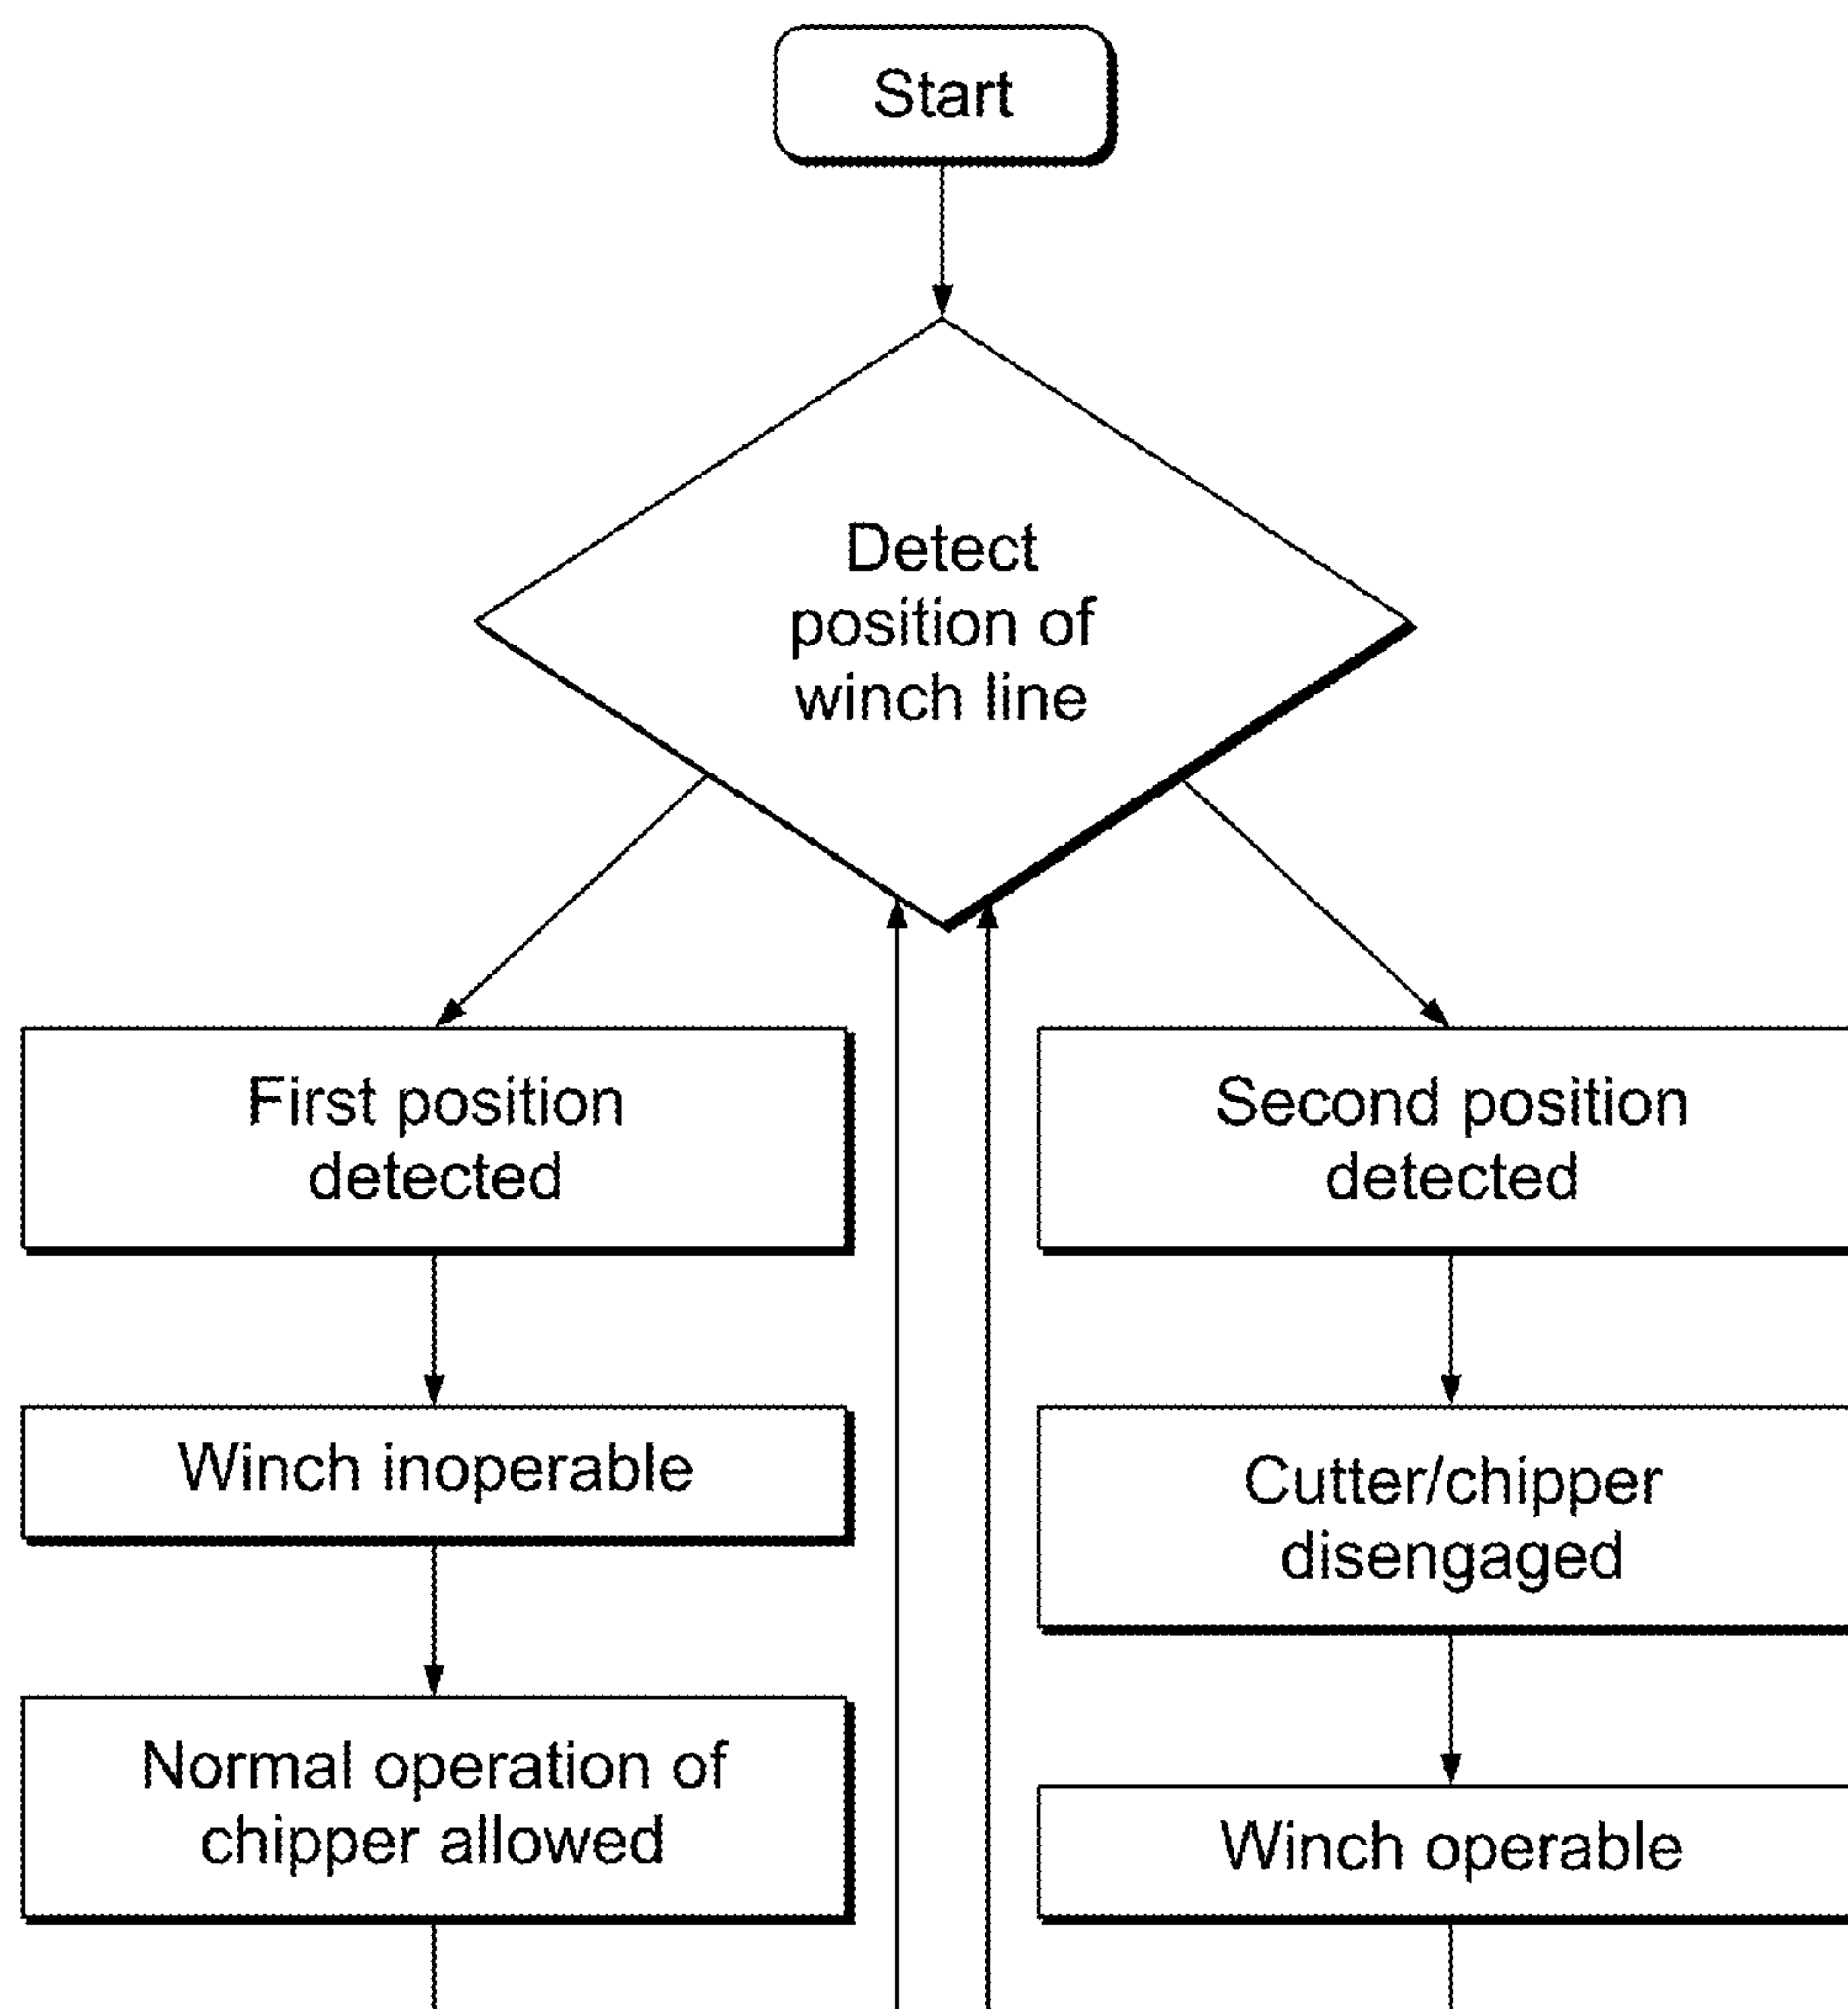 Start
Detect
position of
winch line
First position
detected
Winch inoperable
Normal operation of
chipper allowed
Second position
detected
Cutter/chipper
disengaged
Winch operable